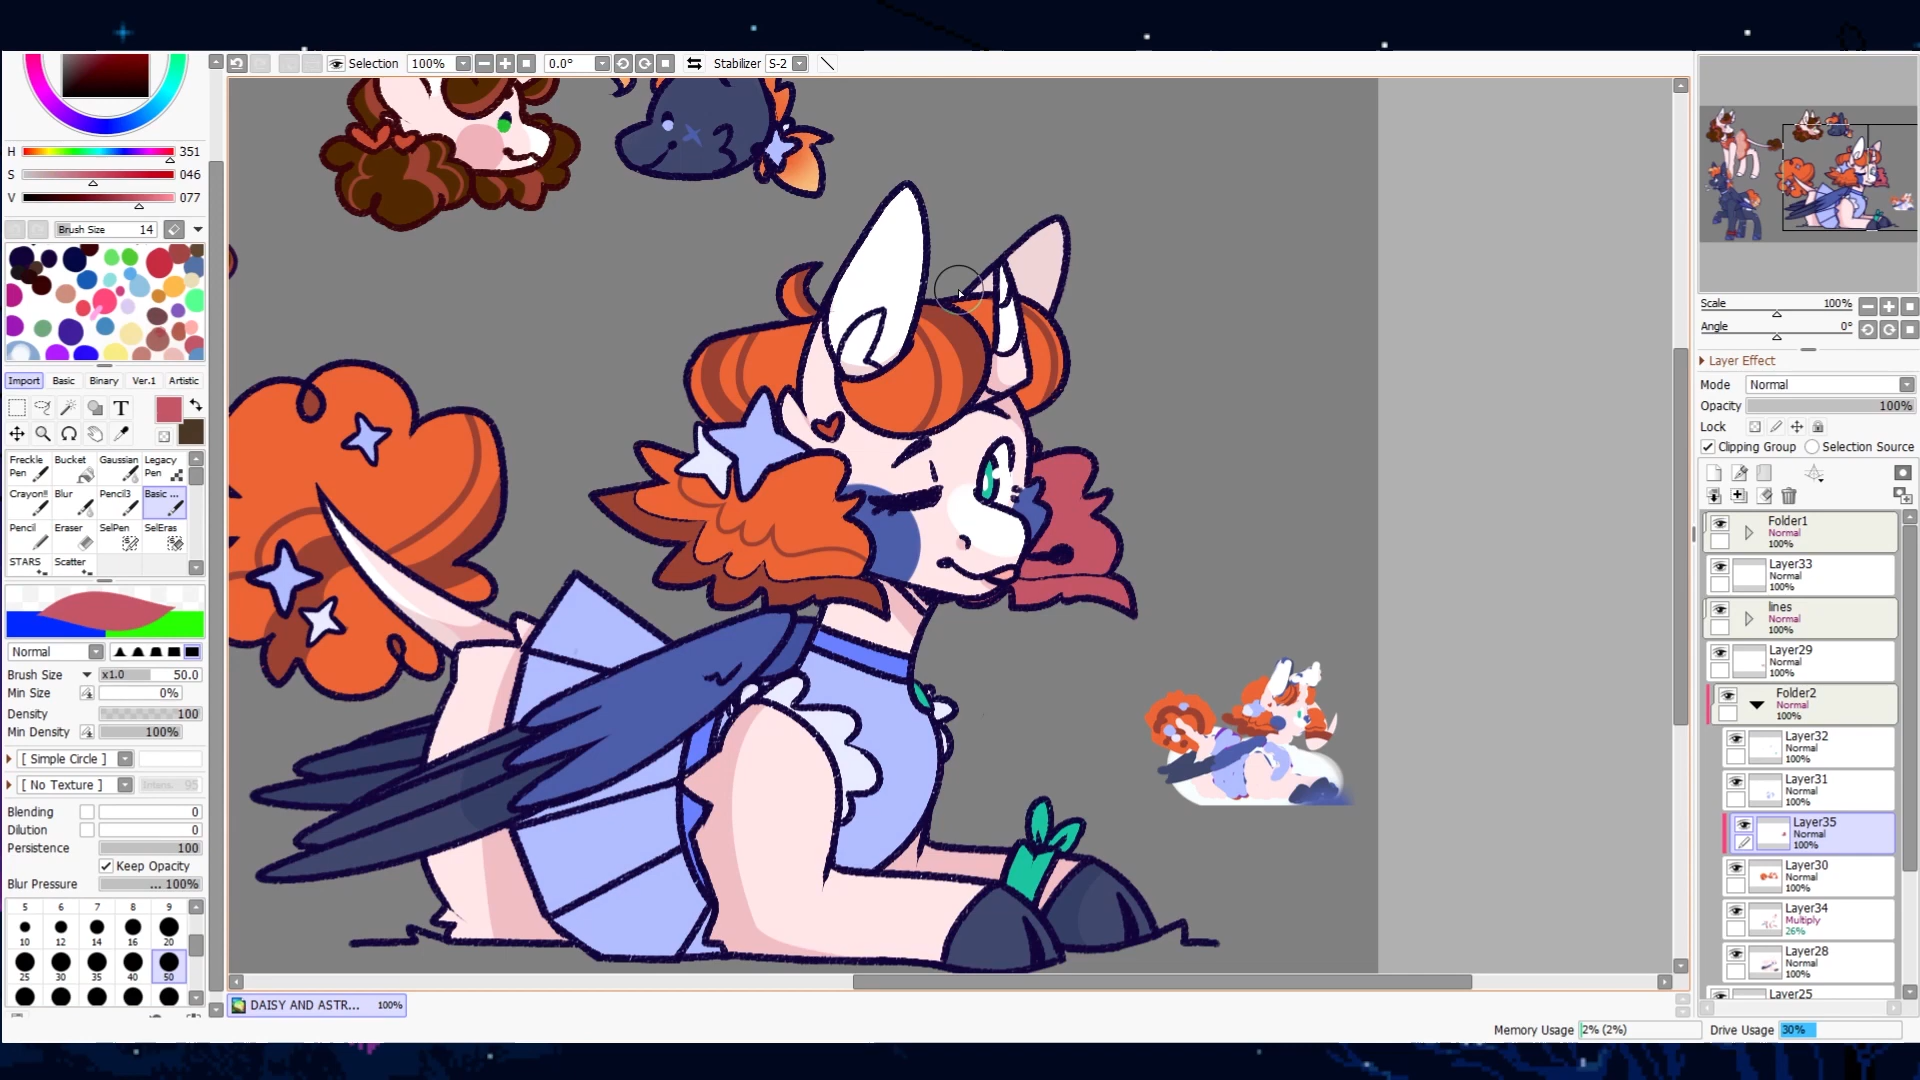 Selection
100%
0.0°
Stabilizer
S-2
H
351
S
046
V
077
Brush Size
14
Import
Basic
Binary
Ver.1
Artistic
T
Freckle Pen
Bucket
Gaussian
Legacy Pen
Crayon!!
Blur
Pencil3
Basic ...
Pencil
Eraser
SelPen
SelEras
STARS
Scatter
Normal
Brush Size
x1.0
50.0
Min Size
0%
Density
100
Min Density
100%
[ Simple Circle ]
[ No Texture ]
Intens. 95
Blending
0
Dilution
0
Persistence
100
Keep Opacity
Blur Pressure
... 100%
5 6 7 8 9
10 12 14 16 20
25 30 35 40 50
DAISY AND ASTR...
100%
Scale
100%
Angle
0°
Layer Effect
Mode
Normal
Opacity
100%
Lock
Clipping Group
Selection Source
Folder1
Normal
100%
Layer33
Normal
100%
lines
Normal
100%
Layer29
Normal
100%
Folder2
Normal
100%
Layer32
Normal
100%
Layer31
Normal
100%
Layer35
Normal
100%
Layer30
Normal
100%
Layer34
Multiply
26%
Layer28
Normal
100%
Layer25
Memory Usage
2% (2%)
Drive Usage
30%